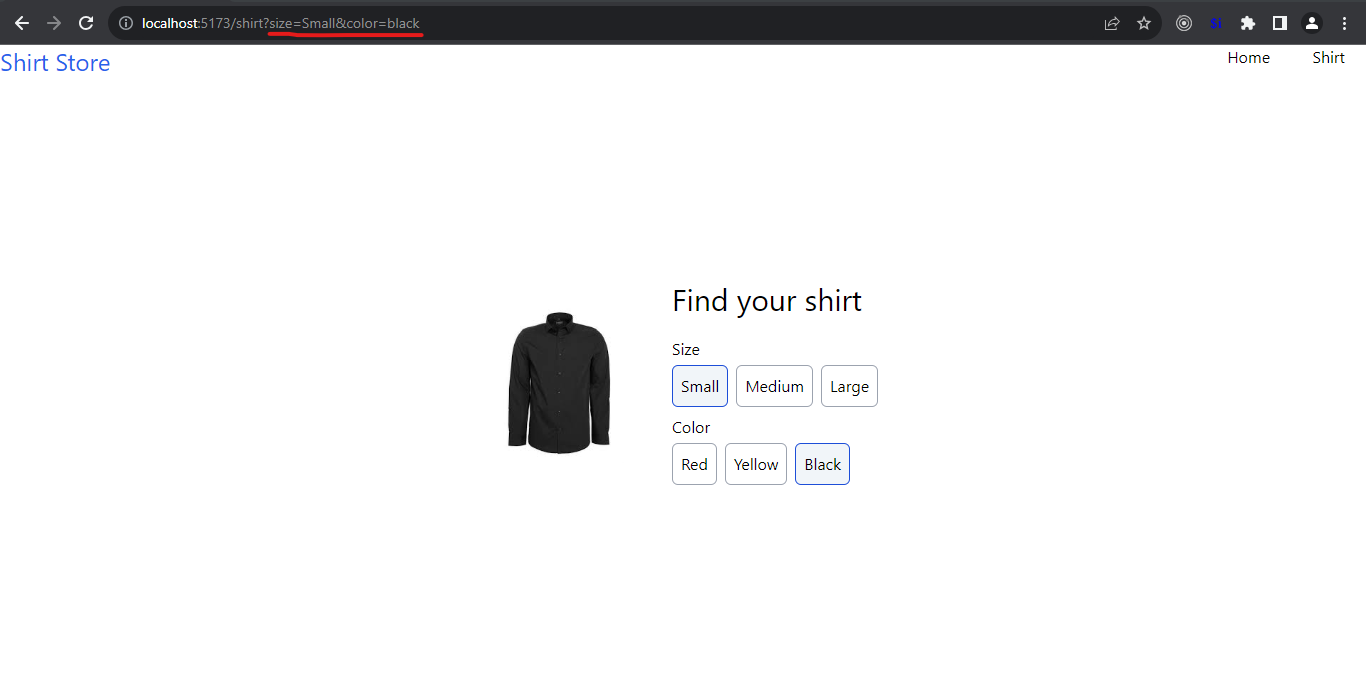 localhost:5173/shirt?size=Small&color=black
Si
Shirt Store
Home
Shirt
Find your shirt
Size
Small
Medium
Large
Color
Red
Yellow
Black